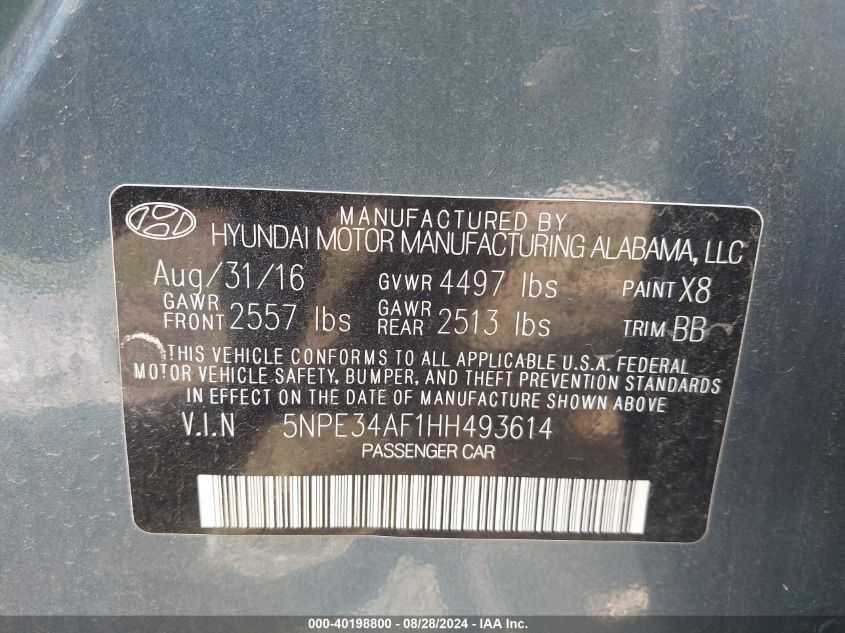 MANUFACTURED BY
HYUNDAI MOTOR MANUFACTURING ALABAMA, LLC
Aug/31/16 GVWR 4497 lbs PAINT X8
GAWR FRONT 2557 lbs GAWR REAR 2513 lbs TRIM BB
THIS VEHICLE CONFORMS TO ALL APPLICABLE U.S.A. FEDERAL
MOTOR VEHICLE SAFETY, BUMPER, AND THEFT PREVENTION STANDARDS
IN EFFECT ON THE DATE OF MANUFACTURE SHOWN ABOVE.
V.I.N 5NPE34AF1HH493614
PASSENGER CAR
000-40198800 - 08/28/2024 - Copyright © IAA, LLC.